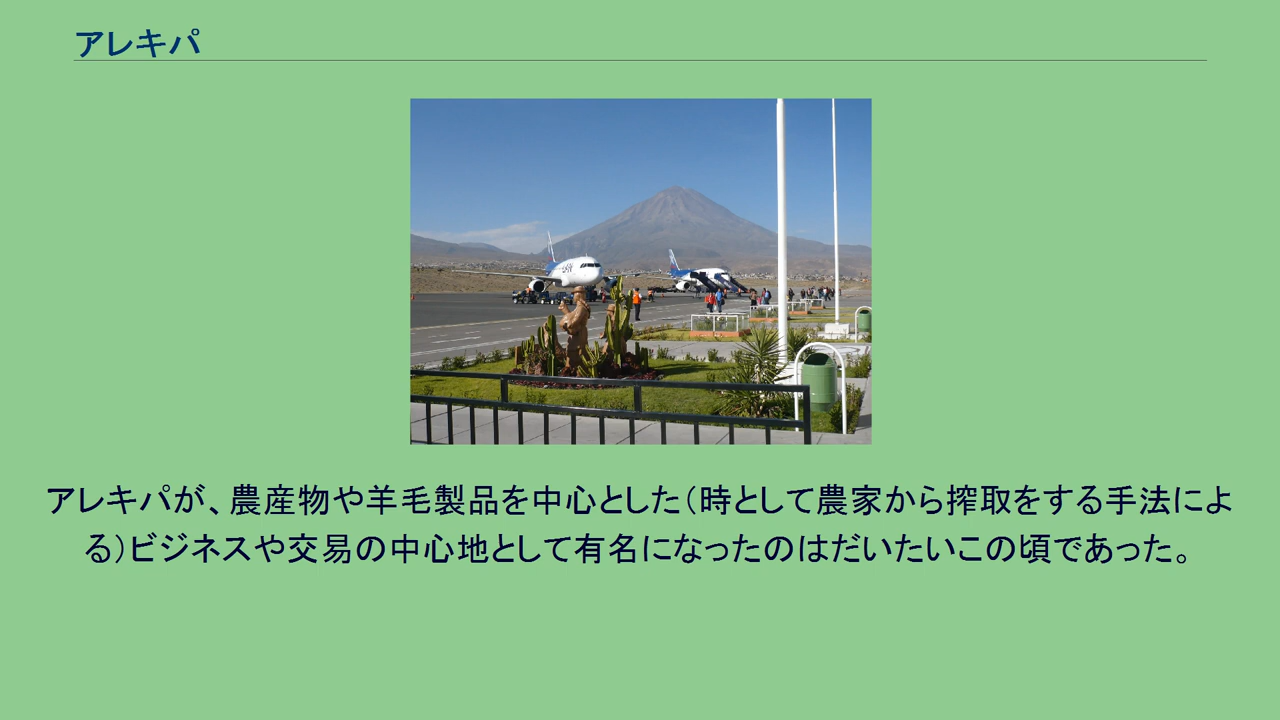 アレキパ
アレキパが、農産物や羊毛製品を中心とした（時として農家から搾取をする手法によ
る）ビジネスや交易の中心地として有名になったのはだいたいこの頃であった。